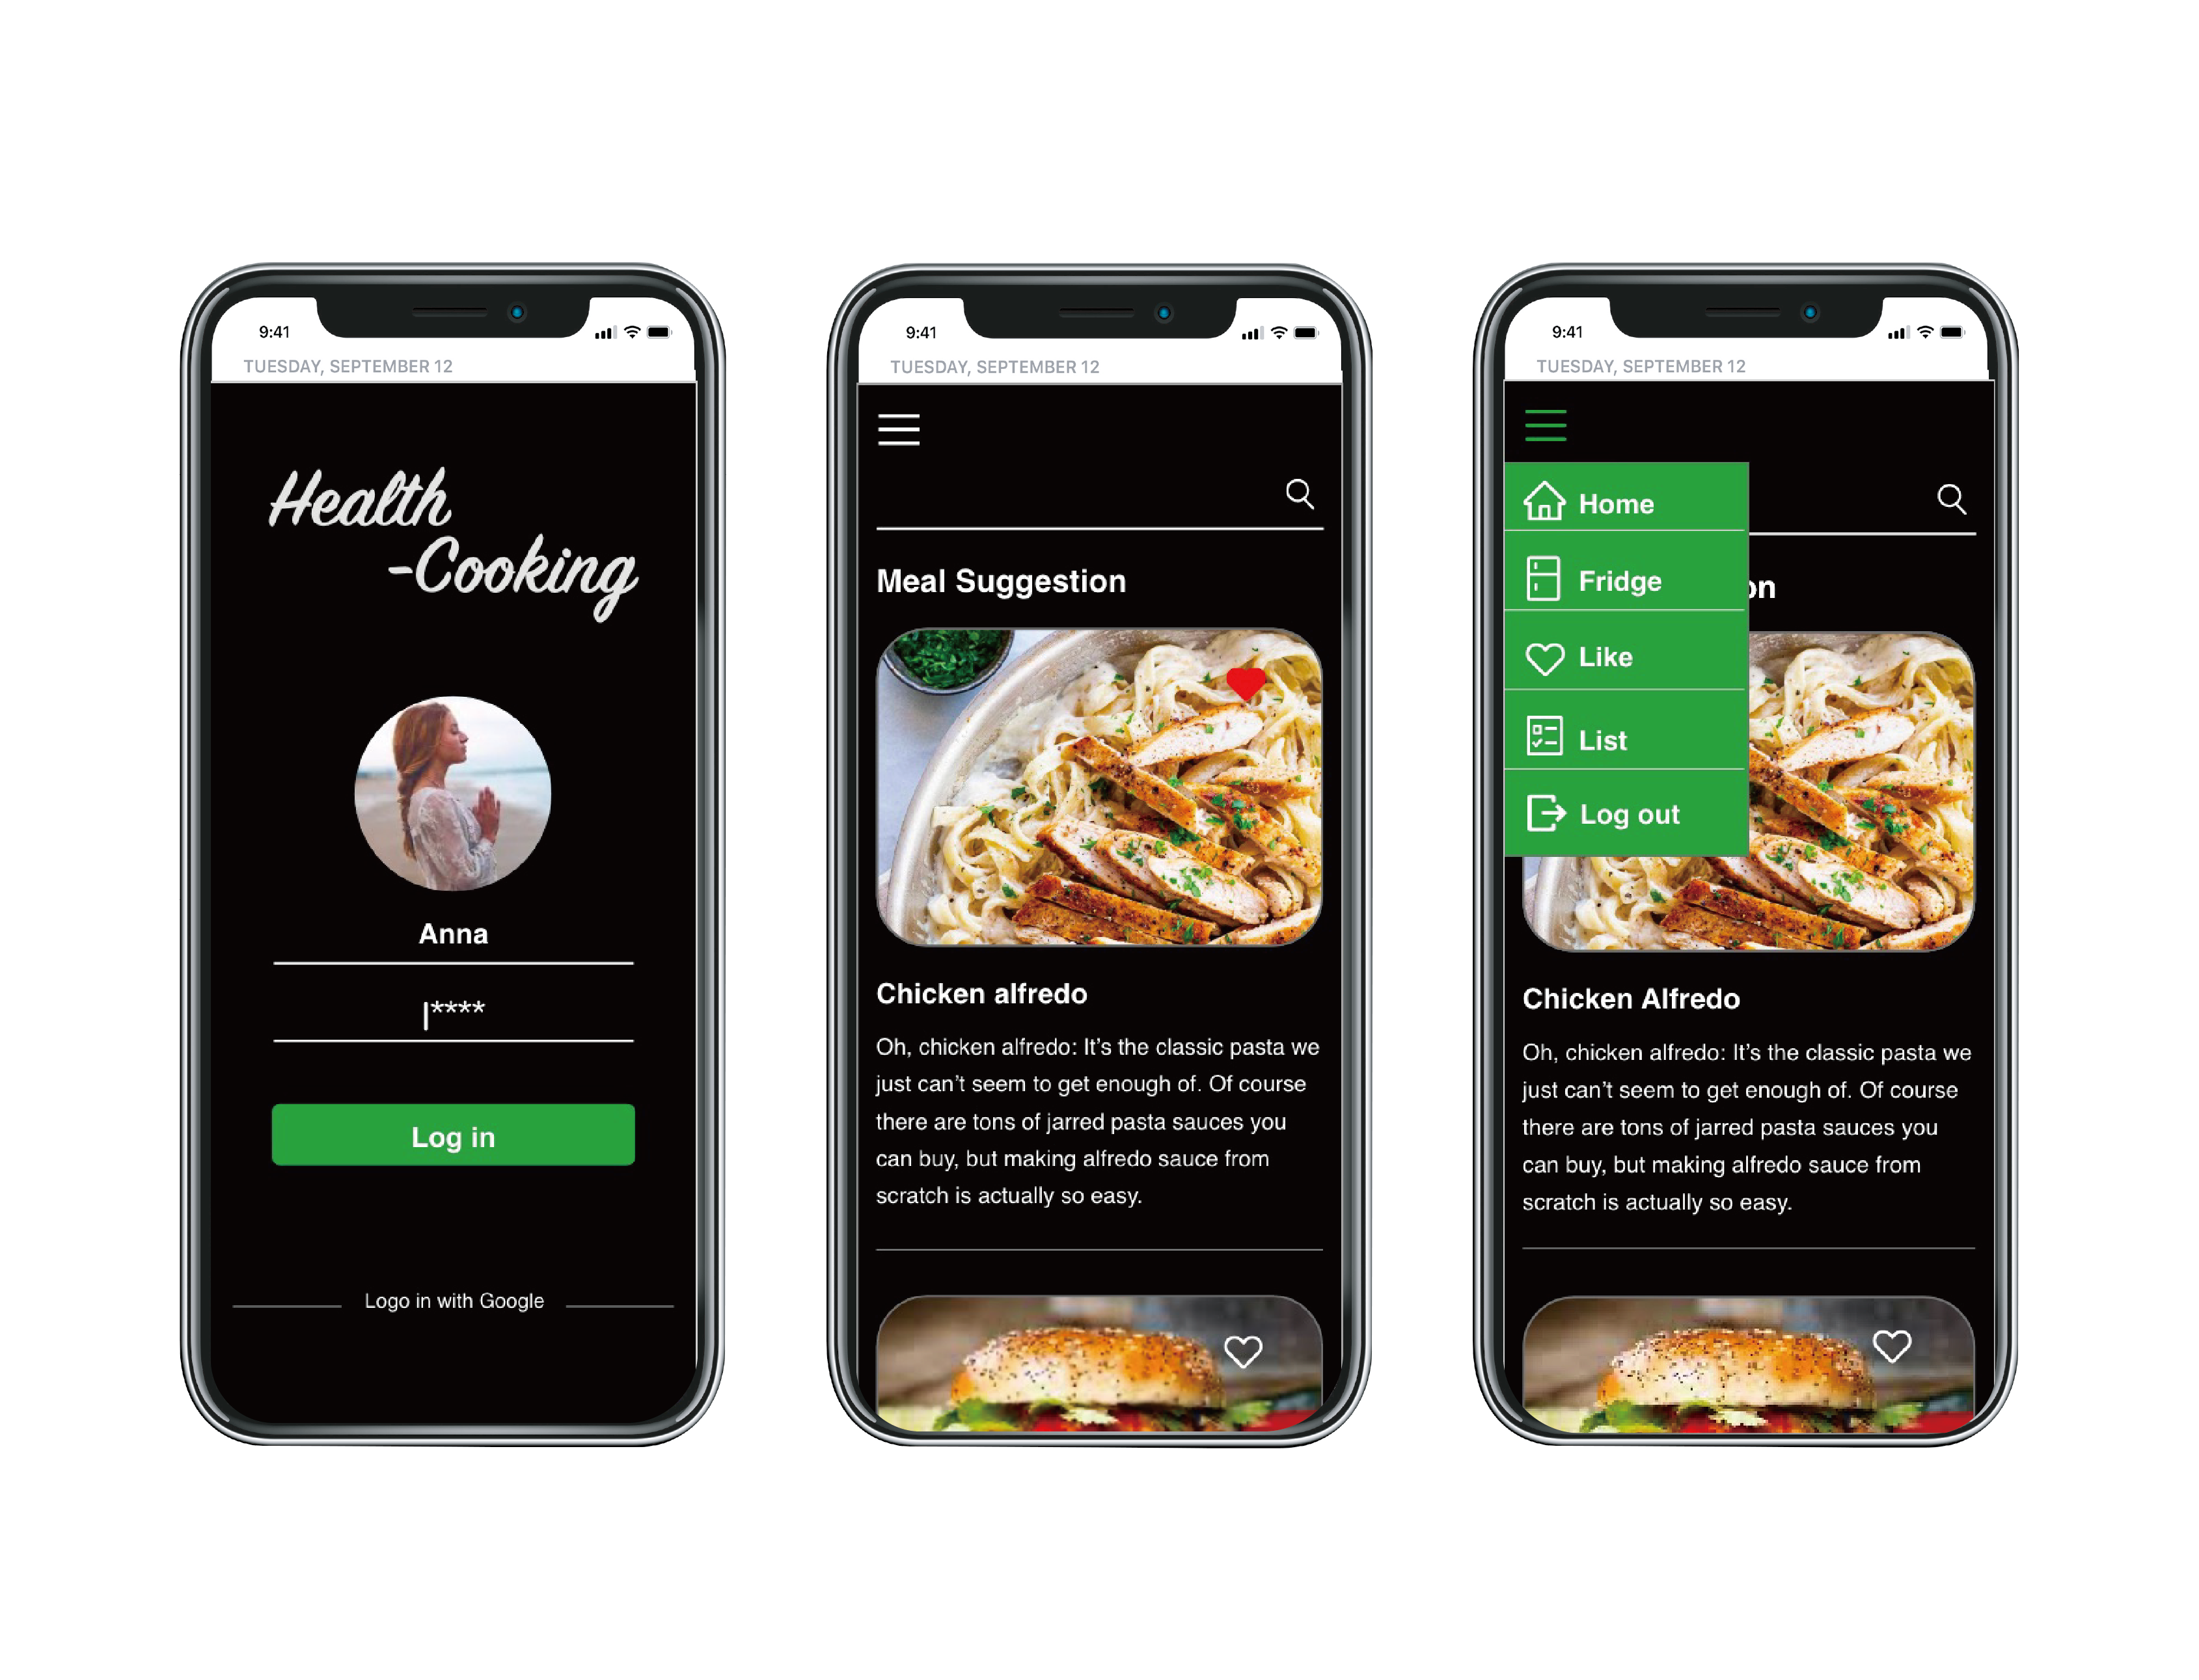 9:41
TUESDAY, SEPTEMBER 12
Health
-Cooking
Anna
|****
Log in
Logo in with Google
9:41
TUESDAY, SEPTEMBER 12
Meal Suggestion
Chicken alfredo
Oh, chicken alfredo: It’s the classic pasta we
just can’t seem to get enough of. Of course
there are tons of jarred pasta sauces you
can buy, but making alfredo sauce from
scratch is actually so easy.
9:41
TUESDAY, SEPTEMBER 12
Home
Fridge
on
Like
List
Log out
Chicken Alfredo
Oh, chicken alfredo: It’s the classic pasta we
just can’t seem to get enough of. Of course
there are tons of jarred pasta sauces you
can buy, but making alfredo sauce from
scratch is actually so easy.